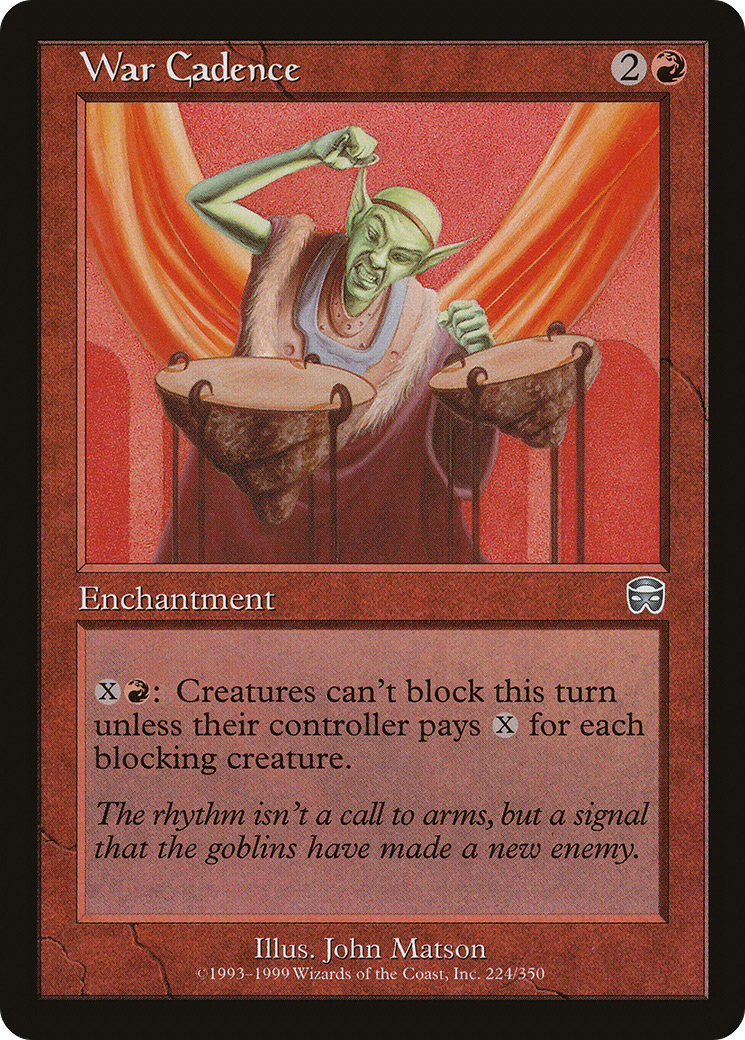 War Cadence 2
Enchantment
X : Creatures can't block this turn
unless their controller pays X for each
blocking creature.
The rhythm isn't a call to arms, but a signal
that the goblins have made a new enemy.
Illus. John Matson
©1993–1999 Wizards of the Coast, Inc. 224/350